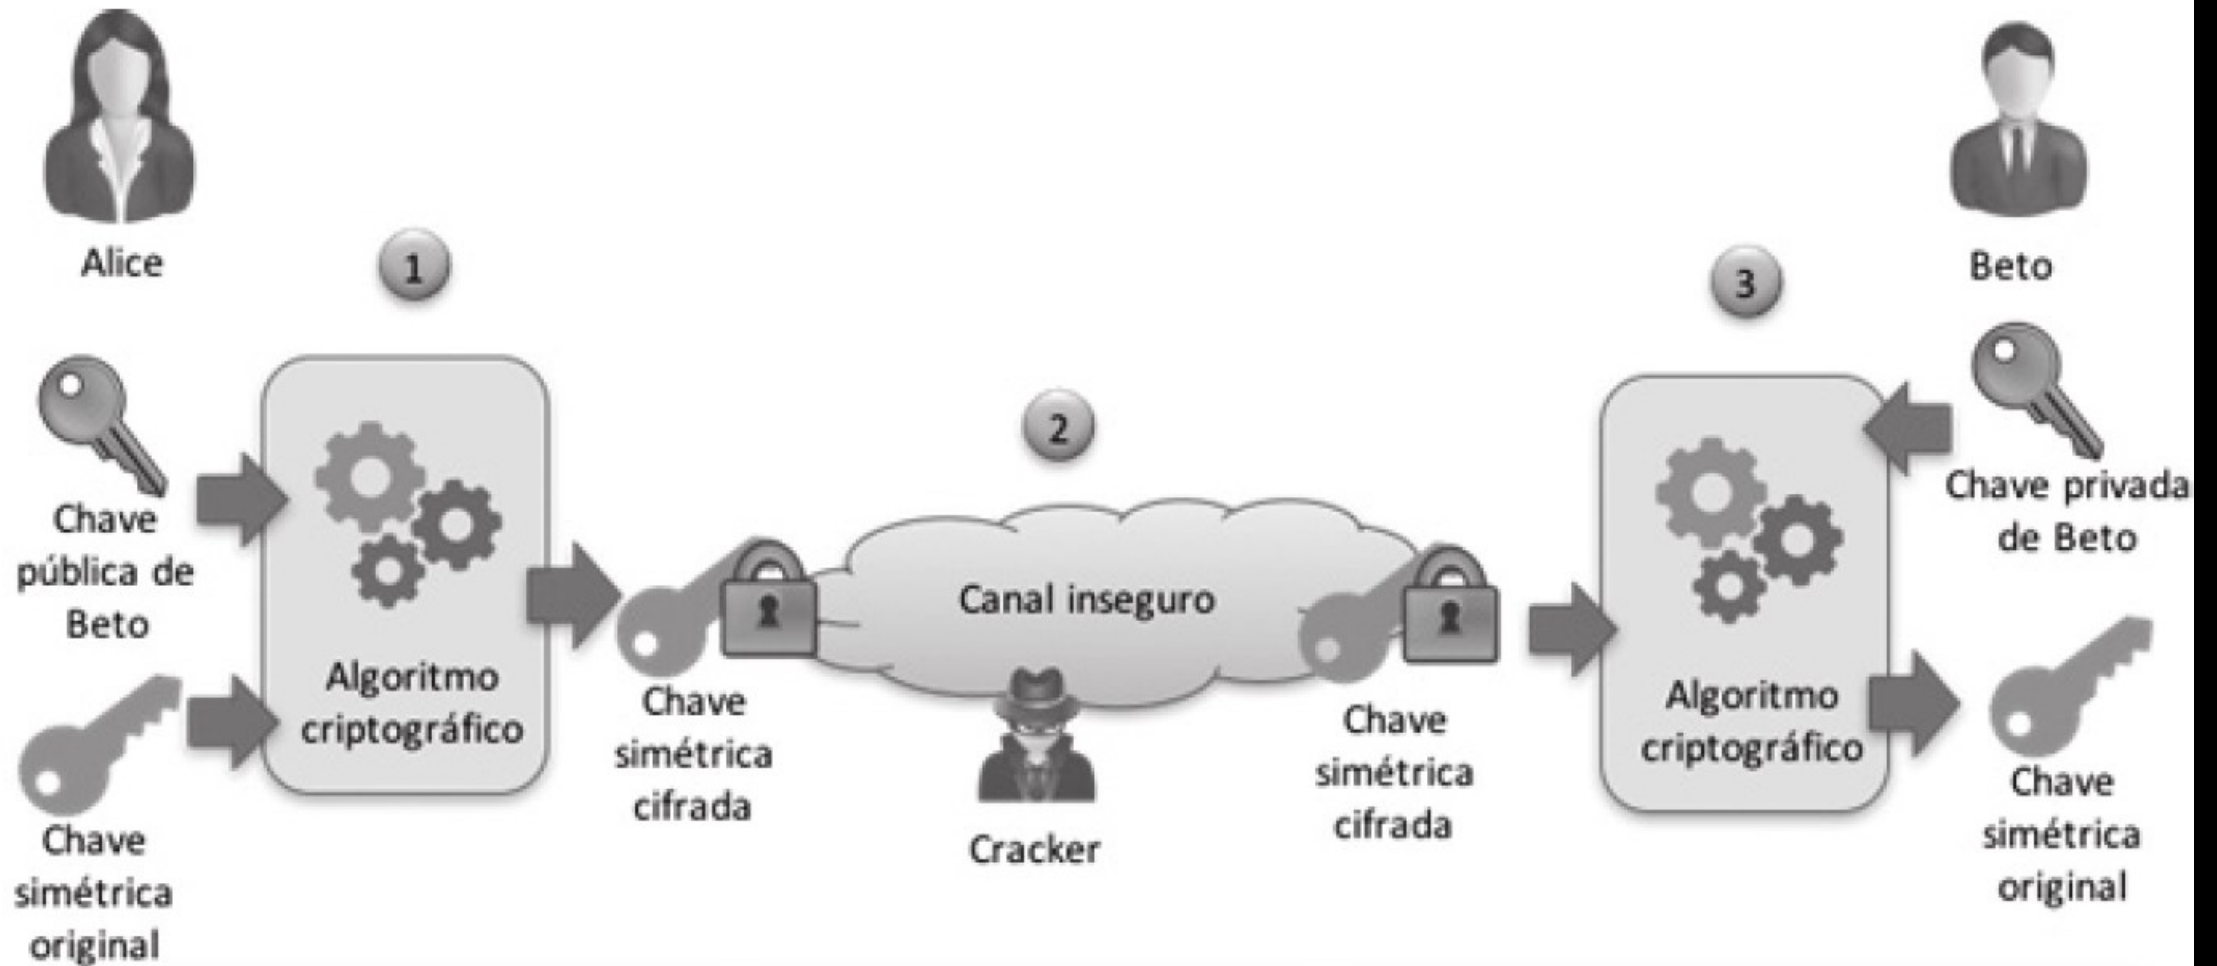 Alice
1
Chave
pública de
Beto
Chave
simétrica
original
Algoritmo
criptográfico
Chave
simétrica
cifrada
2
Canal inseguro
Cracker
Chave
simétrica
cifrada
3
Algoritmo
criptográfico
Beto
Chave privada
de Beto
Chave
simétrica
original